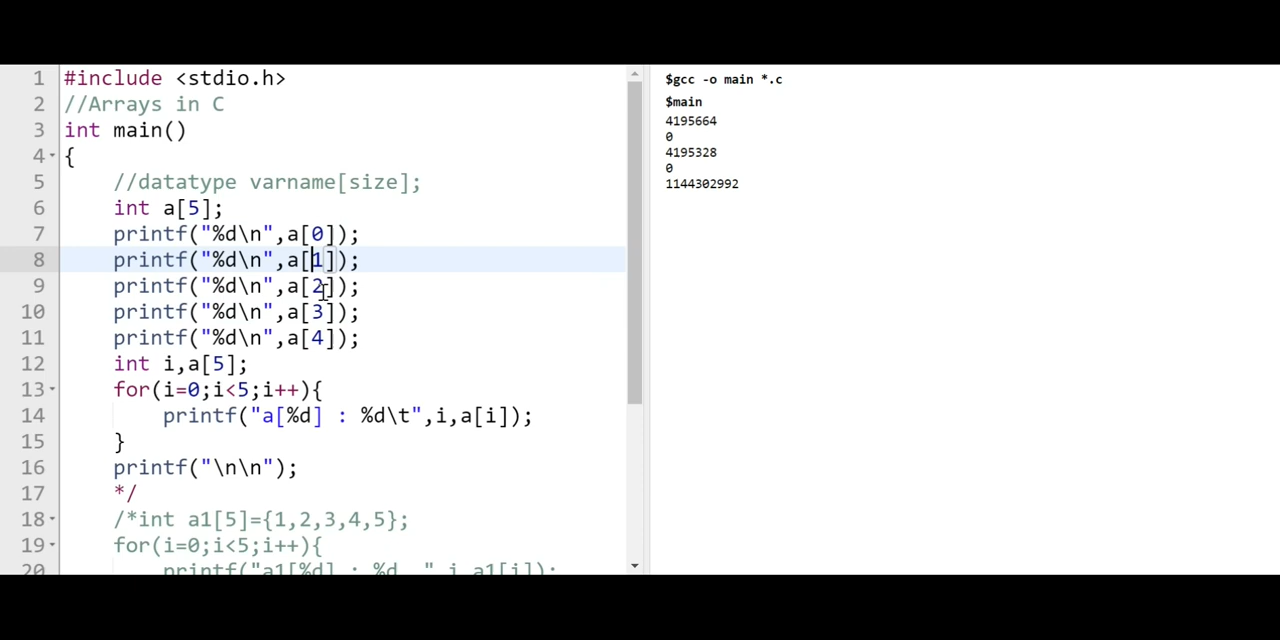 1 #include <stdio.h>
2 //Arrays in C
3 int main()
4 {
5 //datatype varname[size];
6 int a[5];
7 printf("%d\n",a[0]);
8 printf("%d\n",a[1]);
9 printf("%d\n",a[2]);
10 printf("%d\n",a[3]);
11 printf("%d\n",a[4]);
12 int i,a[5];
13 for(i=0;i<5;i++){
14 printf("a[%d] : %d\t",i,a[i]);
15 }
16 printf("\n\n");
17 */
18 /*int a1[5]={1,2,3,4,5};
19 for(i=0;i<5;i++){
20 printf("a1[%d] : %d ",i,a1[i]);
$gcc -o main *.c
$main
4195664
0
4195328
0
1144302992